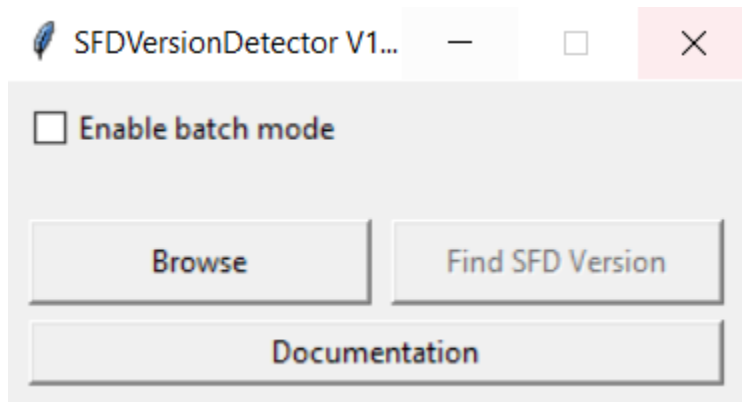 SFDVersionDetector V1...
Enable batch mode
Browse
Find SFD Version
Documentation